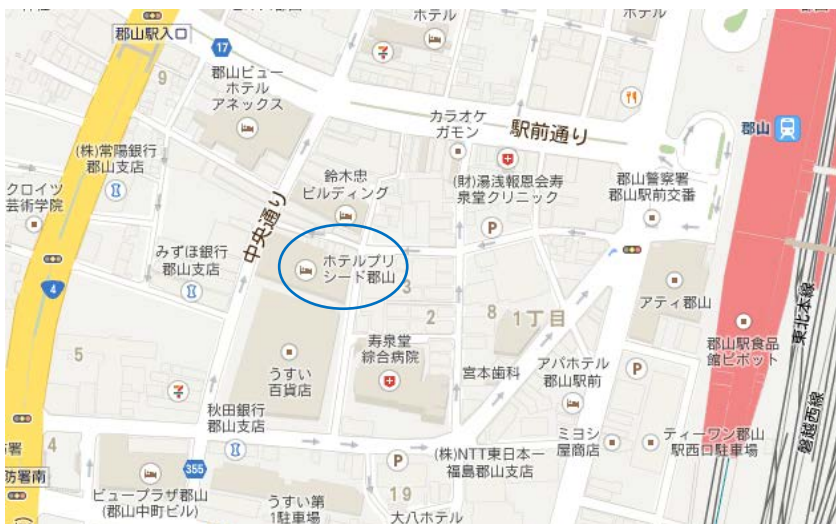 ホテル
ホテル
郡山駅入口
17
郡山ビュー
ホテル
アネックス
9
カラオケ
ガモン
駅前通り
郡山
(株)常陽銀行
郡山支店
鈴木忠
ビルディング
(財)湯浅報恩会寿
泉堂クリニック
郡山警察署
郡山駅前交番
クロイツ
芸術学院
中央通り
P
みずほ銀行
郡山支店
ホテルプリ
シード郡山
3
4
アティ郡山
東北本線
2
8
1丁目
郡山駅食品
館ピボット
5
寿泉堂
綜合病院
うすい
百貨店
宮本歯科
アパホテル
郡山駅前
P
磐越西線
秋田銀行
郡山支店
4
355
P
(株)NTT東日本ー
福島郡山支店
ミヨシ
屋商店
ティーワン郡山
駅西口駐車場
防署南
ビュープラザ郡山
(郡山中町ビル)
うすい第
1駐車場
19
大八ホテル